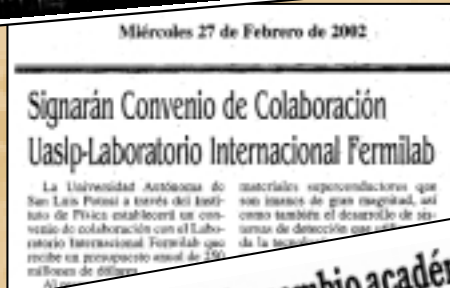 Miércoles 27 de Febrero de 2002
Signarán Convenio de Colaboración
Uaslp-Laboratorio Internacional Fermilab
La Universidad Autónoma de
San Luis Potosí a través del Insti-
tuto de Física establecerá un con-
venio de colaboración con el Labo-
ratorio Internacional Fermilab que
recibe un presupuesto anual de 250
millones de dólares.
materiales superconductores que
son imanes de gran magnitud, así
como también el desarrollo de sis-
temas de detección que
da la
académ